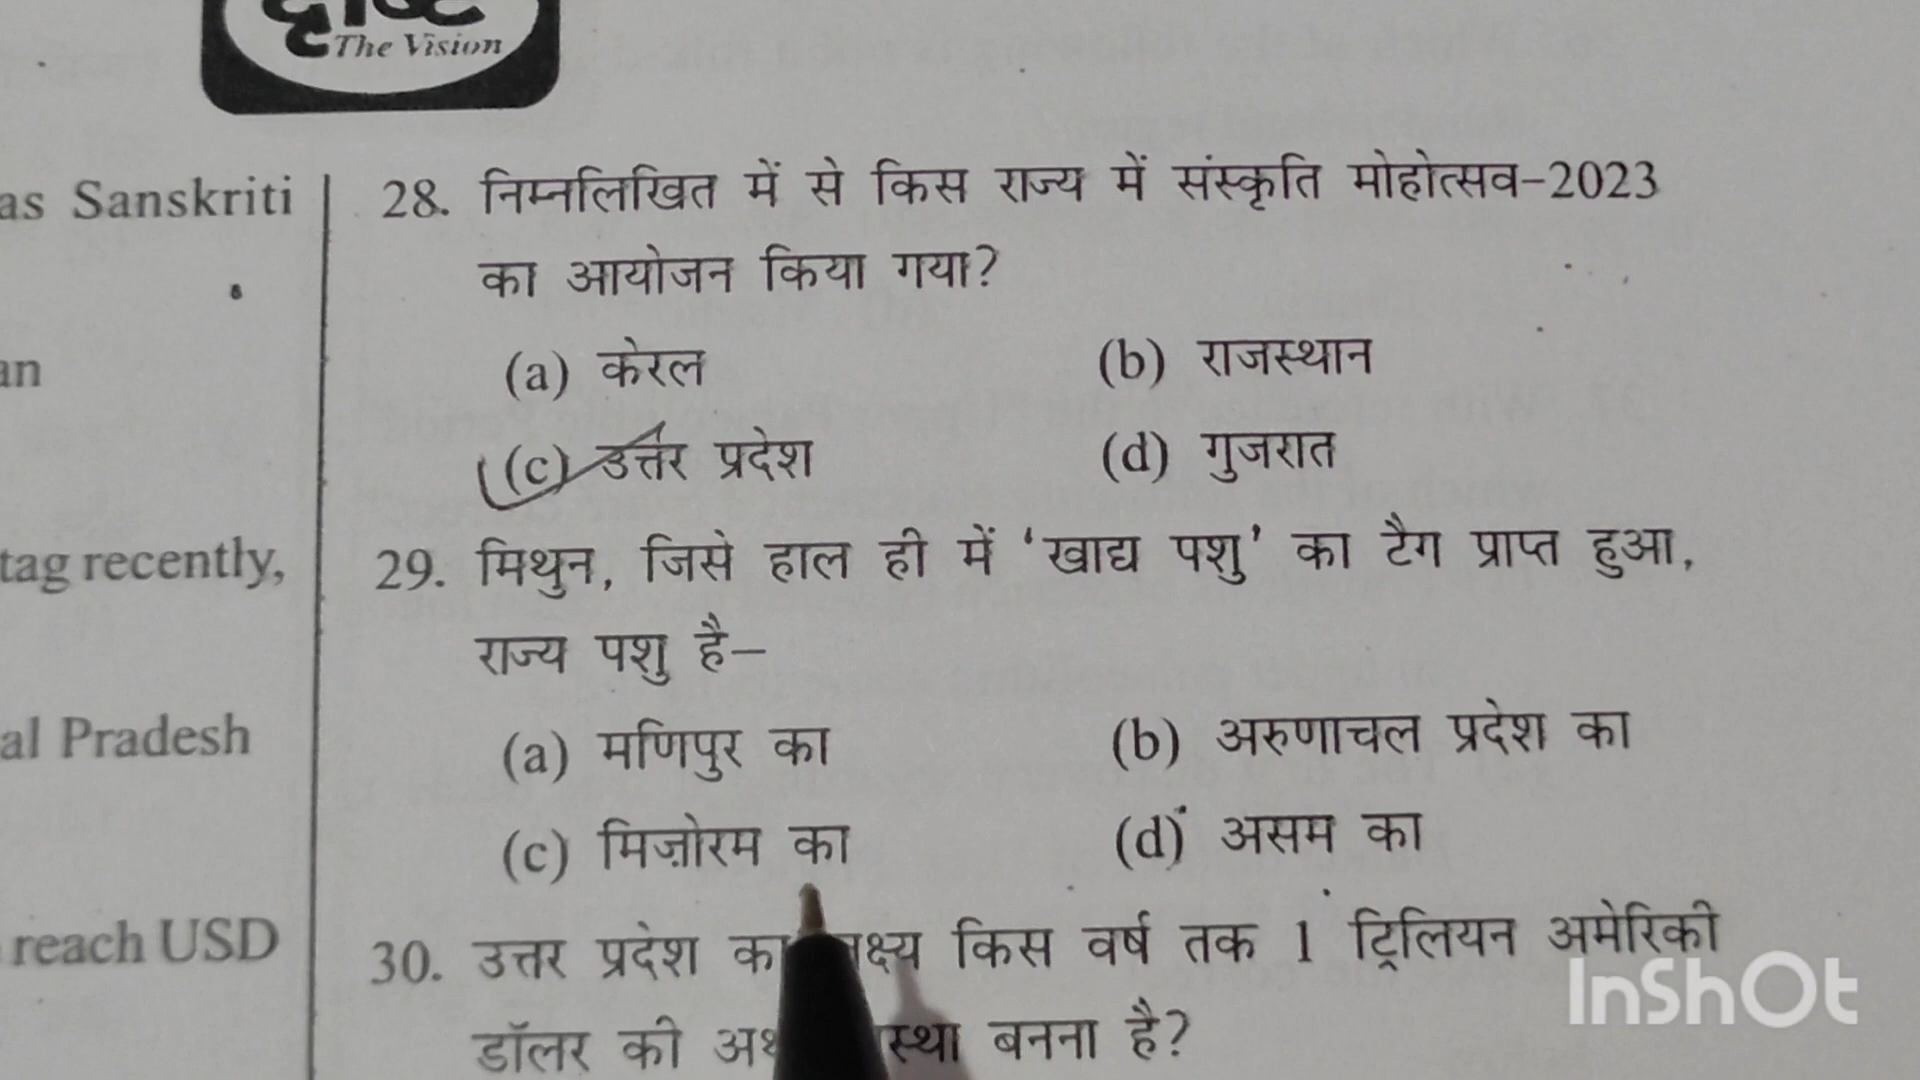 The Vision
as Sanskriti
an
tag recently,
al Pradesh
reach USD
28. निम्नलिखित में से किस राज्य में संस्कृति मोहोत्सव-2023
का आयोजन किया गया?
(a) केरल (b) राजस्थान
(c) उत्तर प्रदेश (d) गुजरात
29. मिथुन, जिसे हाल ही में 'खाद्य पशु' का टैग प्राप्त हुआ,
राज्य पशु है–
(a) मणिपुर का (b) अरुणाचल प्रदेश का
(c) मिज़ोरम का (d) असम का
30. उत्तर प्रदेश का किस वर्ष तक 1 ट्रिलियन अमेरिकी
डॉलर की बनना है?
InShOt